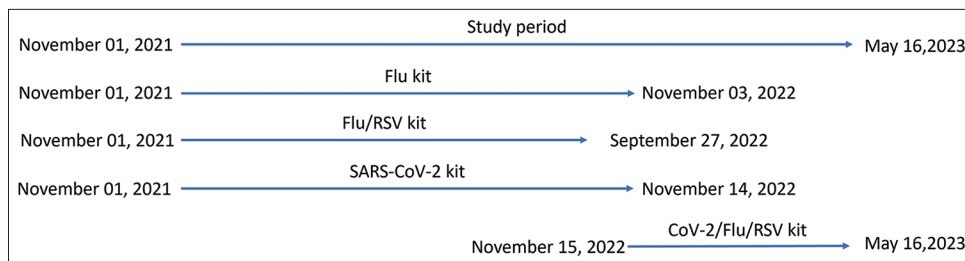 Study period
November 01, 2021 May 16,2023
Flu kit
November 01, 2021 November 03, 2022
Flu/RSV kit
November 01, 2021 September 27, 2022
SARS-CoV-2 kit
November 01, 2021 November 14, 2022
CoV-2/Flu/RSV kit
November 15, 2022 May 16,2023